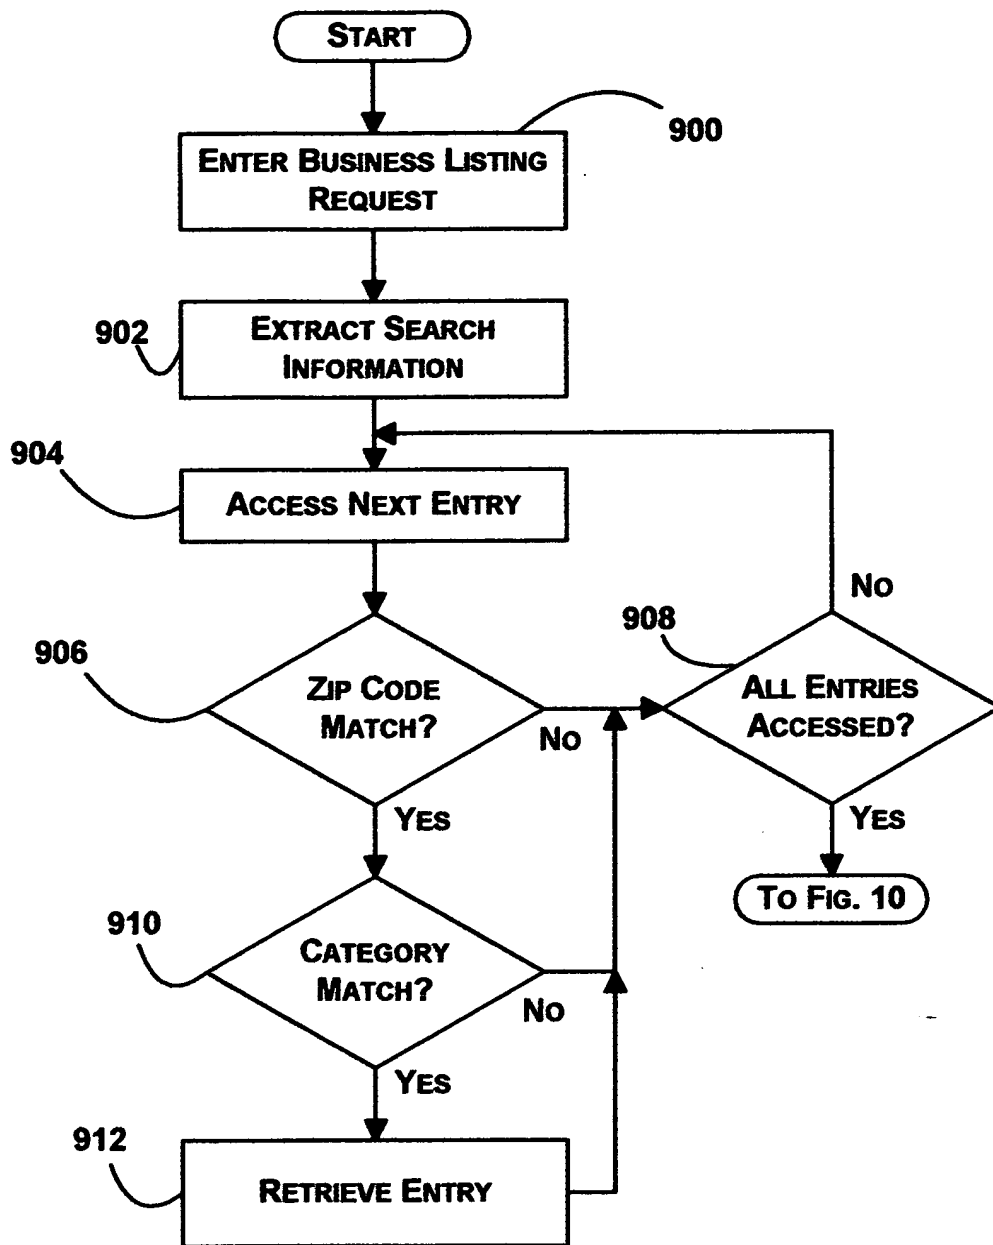 START
900
ENTER BUSINESS LISTING
REQUEST
902
EXTRACT SEARCH
INFORMATION
904
ACCESS NEXT ENTRY
NO
908
906
ZIP CODE
MATCH?
NO
ALL ENTRIES
ACCESSED?
YES
YES
TO FIG. 10
910
CATEGORY
MATCH?
NO
YES
912
RETRIEVE ENTRY